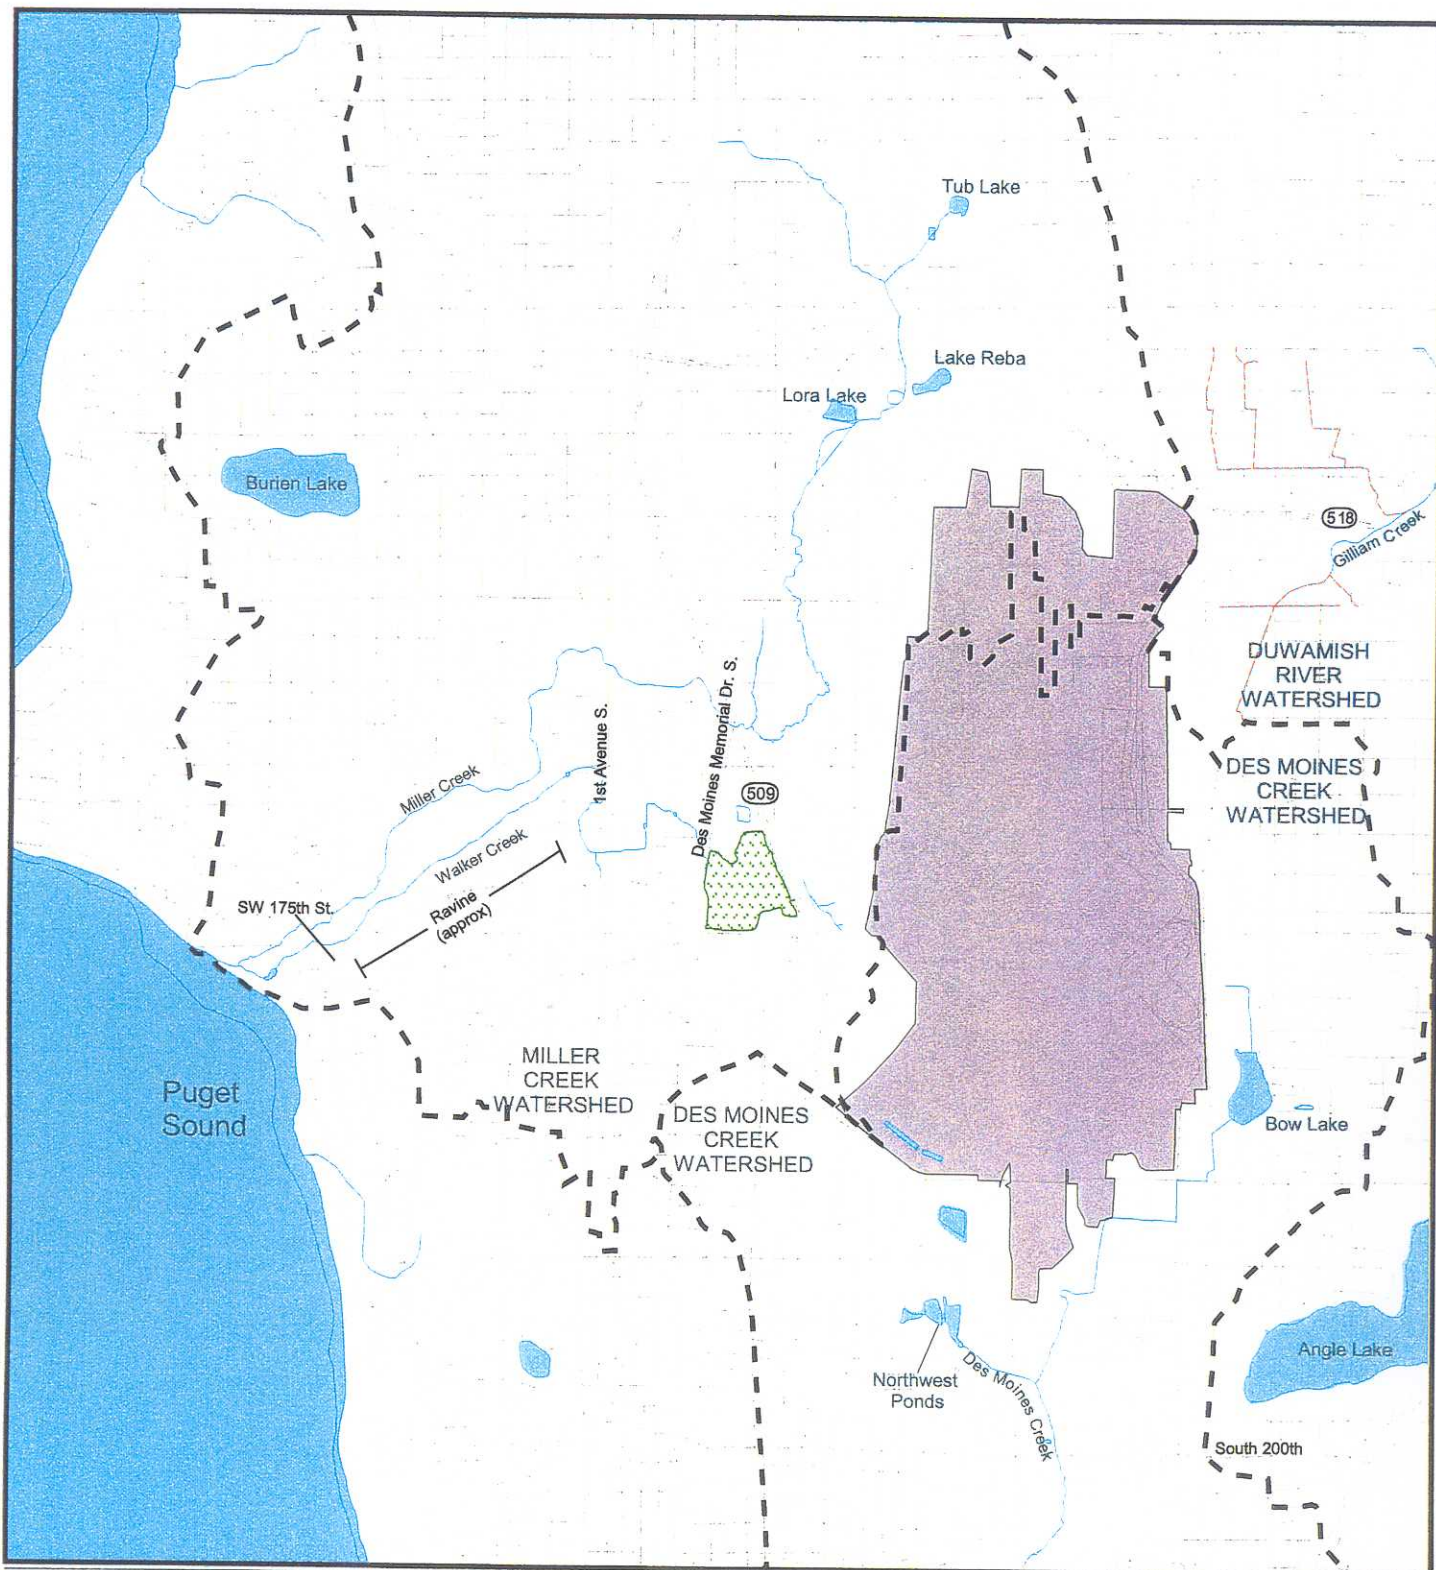 Tub Lake
Lake Reba
Lora Lake
Burien Lake
518
Gilliam Creek
DUWAMISH
RIVER
WATERSHED
DES MOINES
CREEK
WATERSHED
Des Moines Memorial Dr. S.
1st Avenue S.
Miller Creek
509
Walker Creek
Ravine
(approx)
SW 175th St.
MILLER
CREEK
WATERSHED
Puget
Sound
DES MOINES
CREEK
WATERSHED
Bow Lake
Angle Lake
Northwest
Ponds
Des Moines Creek
South 200th